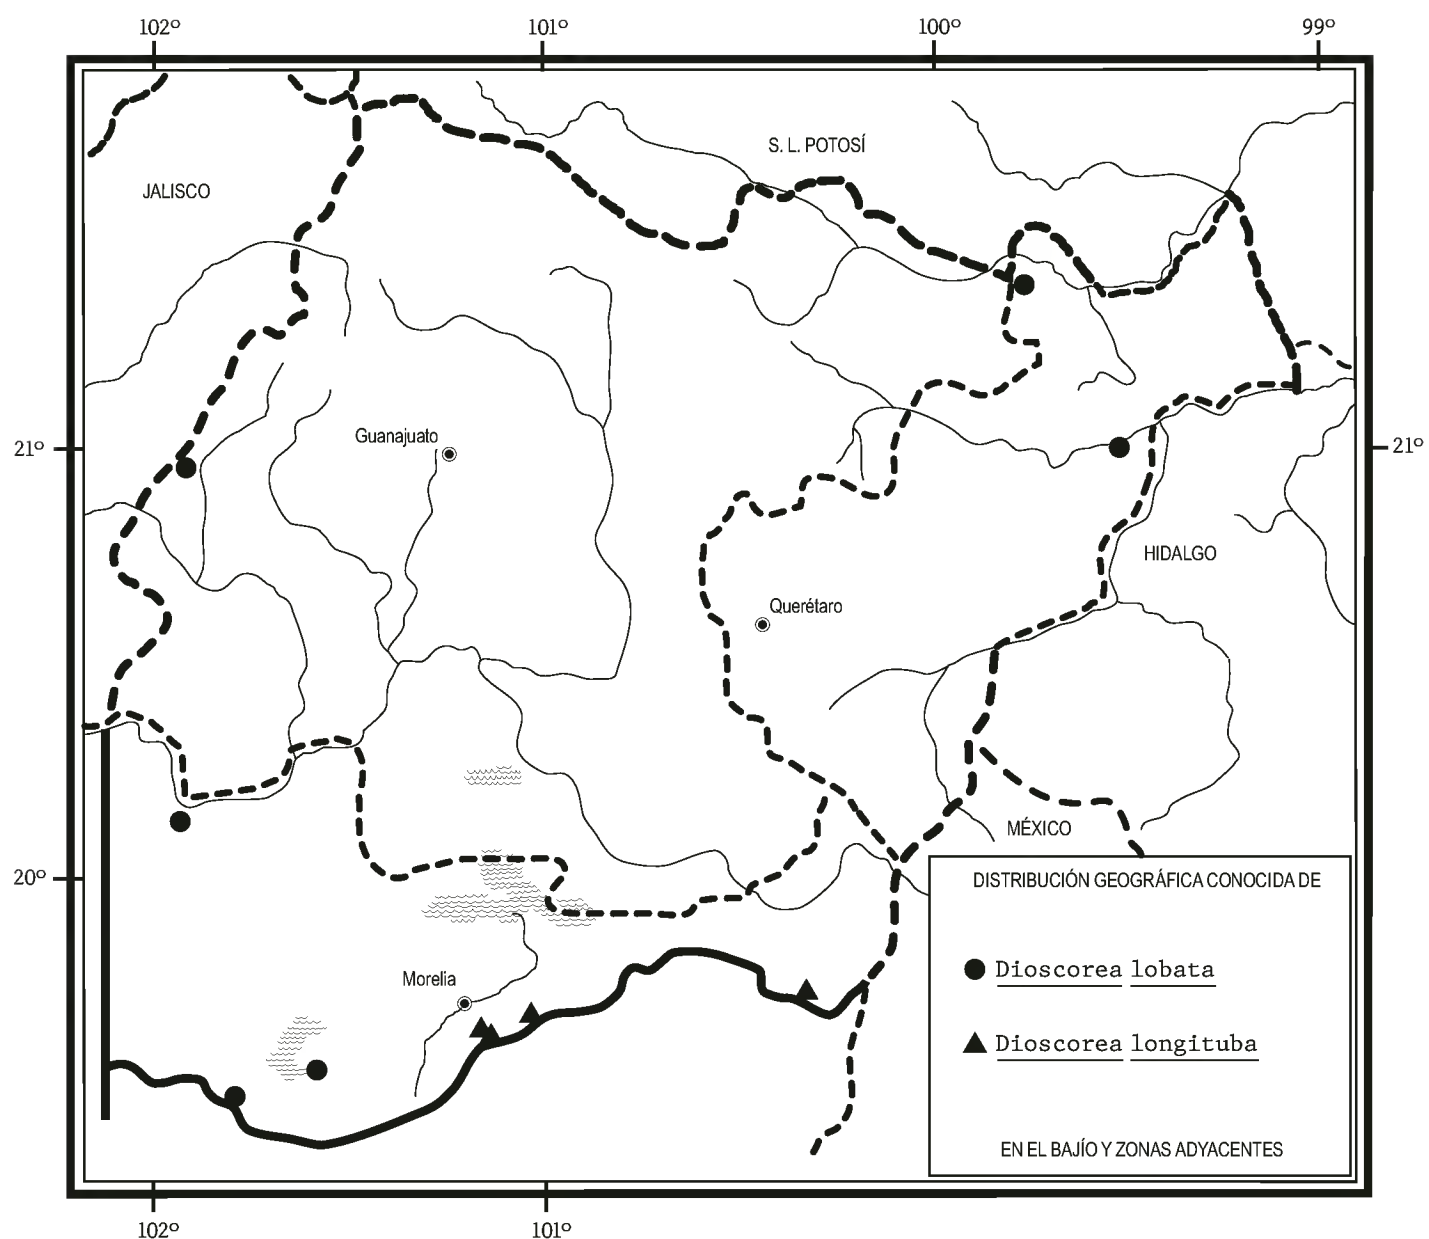 102º 101º 100º 99º
S. L. POTOSÍ
JALISCO
Guanajuato
21º 21º
HIDALGO
Querétaro
MÉXICO
20º
DISTRIBUCIÓN GEOGRÁFICA CONOCIDA DE
Dioscorea lobata
Morelia
Dioscorea longituba
EN EL BAJÍO Y ZONAS ADYACENTES
102º 101º